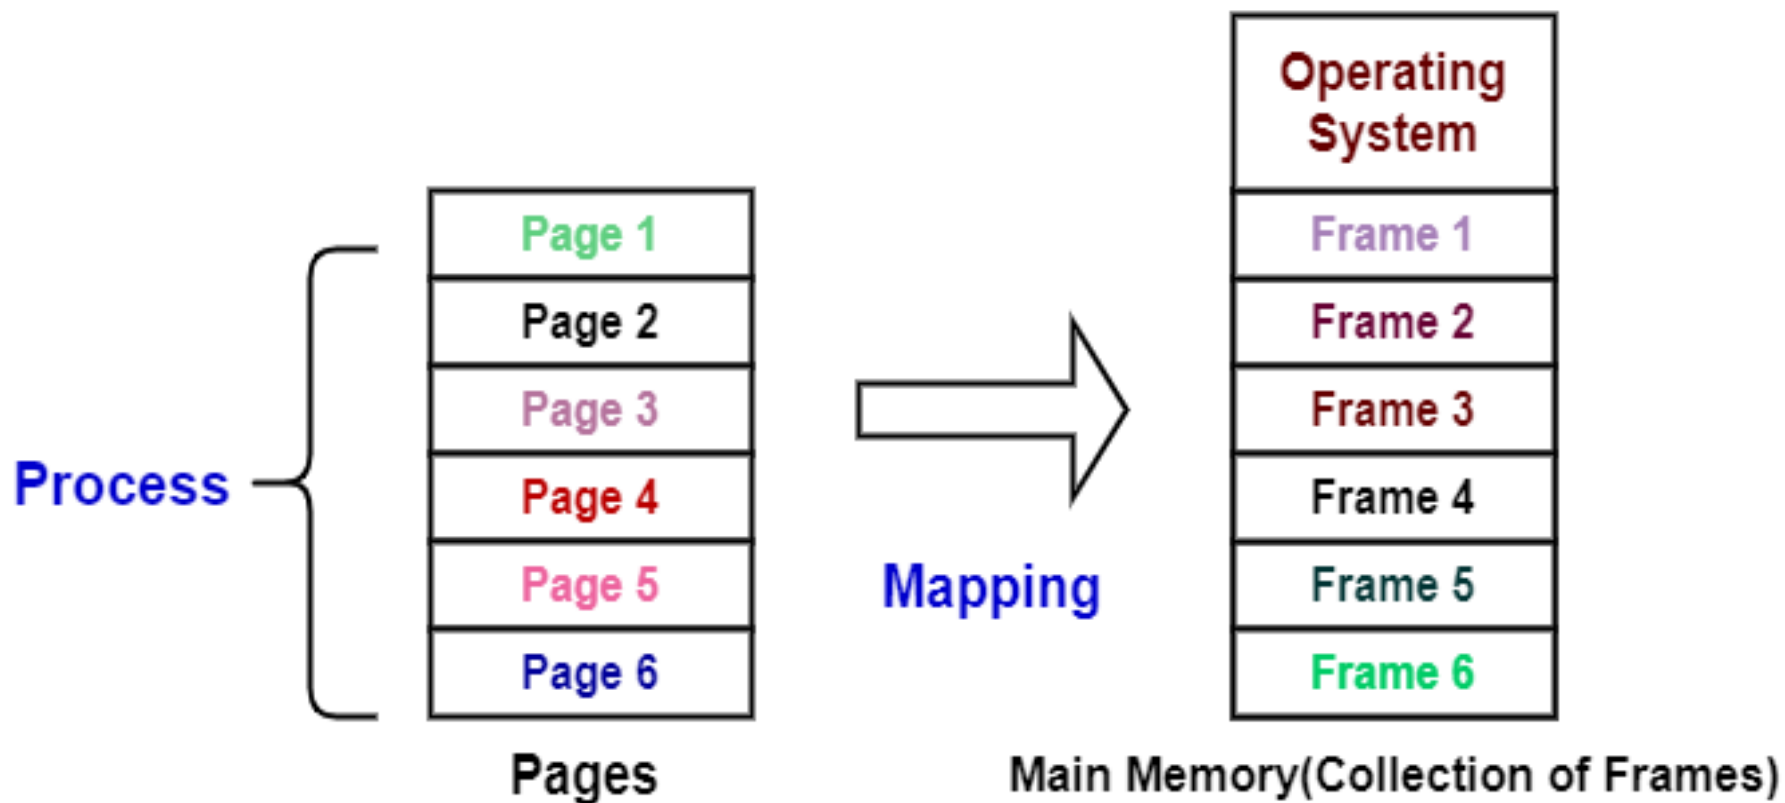 Process
Page 1
Page 2
Page 3
Page 4
Page 5
Page 6
Pages
Mapping
Operating
System
Frame 1
Frame 2
Frame 3
Frame 4
Frame 5
Frame 6
Main Memory(Collection of Frames)